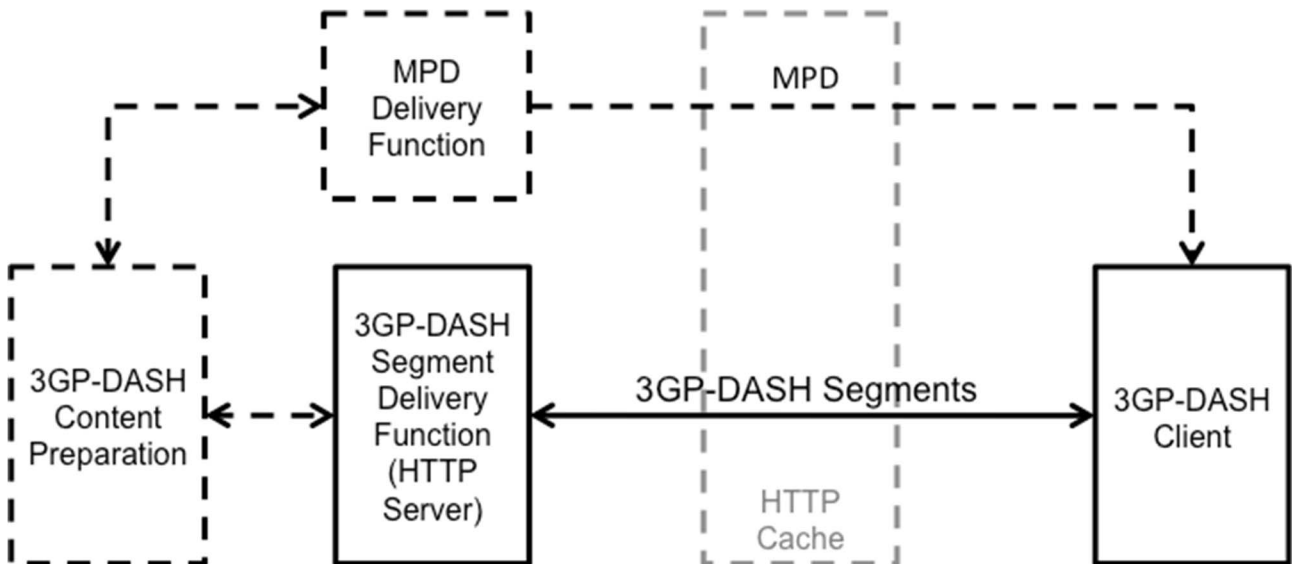 MPD
Delivery
Function
MPD
3GP-DASH
Content
Preparation
3GP-DASH
Segment
Delivery
Function
(HTTP
Server)
3GP-DASH Segments
HTTP
Cache
3GP-DASH
Client